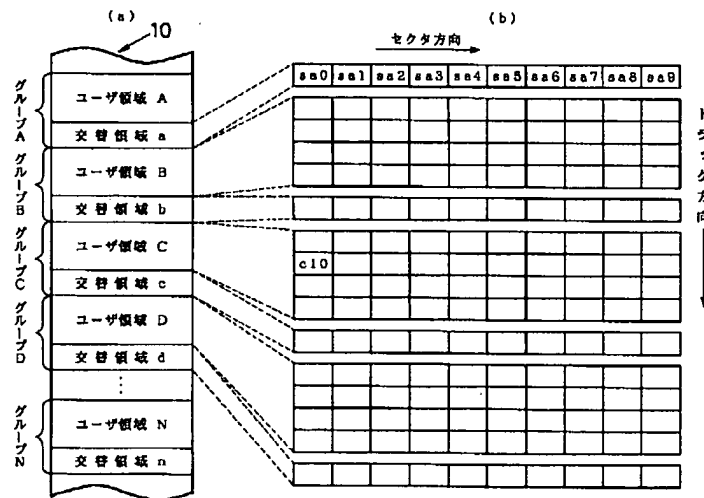 (a)
10
グループA
ユーザ領域 A
交替領域 a
グループB
ユーザ領域 B
交替領域 b
グループC
ユーザ領域 C
交替領域 c
グループD
ユーザ領域 D
交替領域 d
⋮
グループN
ユーザ領域 N
交替領域 n
(b)
セクタ方向
sa0 sa1 sa2 sa3 sa4 sa5 sa6 sa7 sa8 sa9
c10
トラック方向